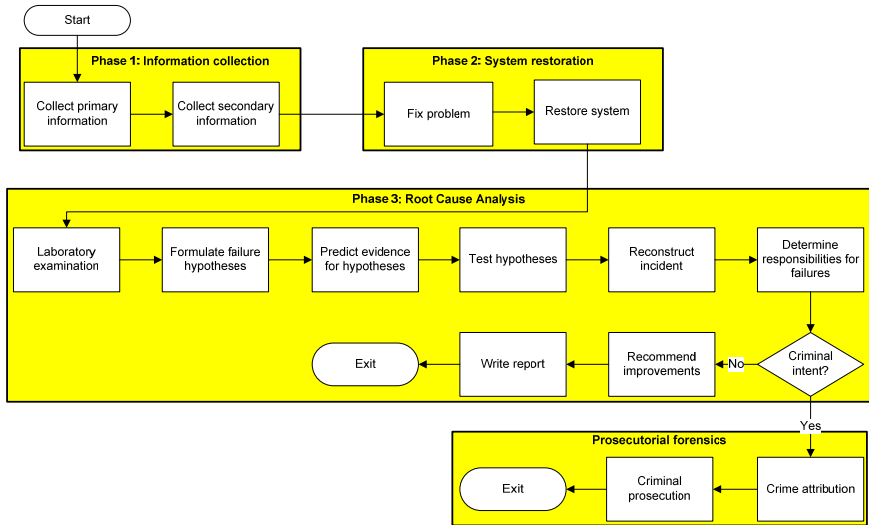 Start
Phase 1: Information collection
Collect primary
information
Collect secondary
information
Phase 2: System restoration
Fix problem
Restore system
Phase 3: Root Cause Analysis
Laboratory
examination
Formulate failure
hypotheses
Predict evidence
for hypotheses
Test hypotheses
Reconstruct
incident
Determine
responsibilities for
failures
Criminal
intent?
No
Recommend
improvements
Write report
Exit
Yes
Prosecutorial forensics
Crime attribution
Criminal
prosecution
Exit